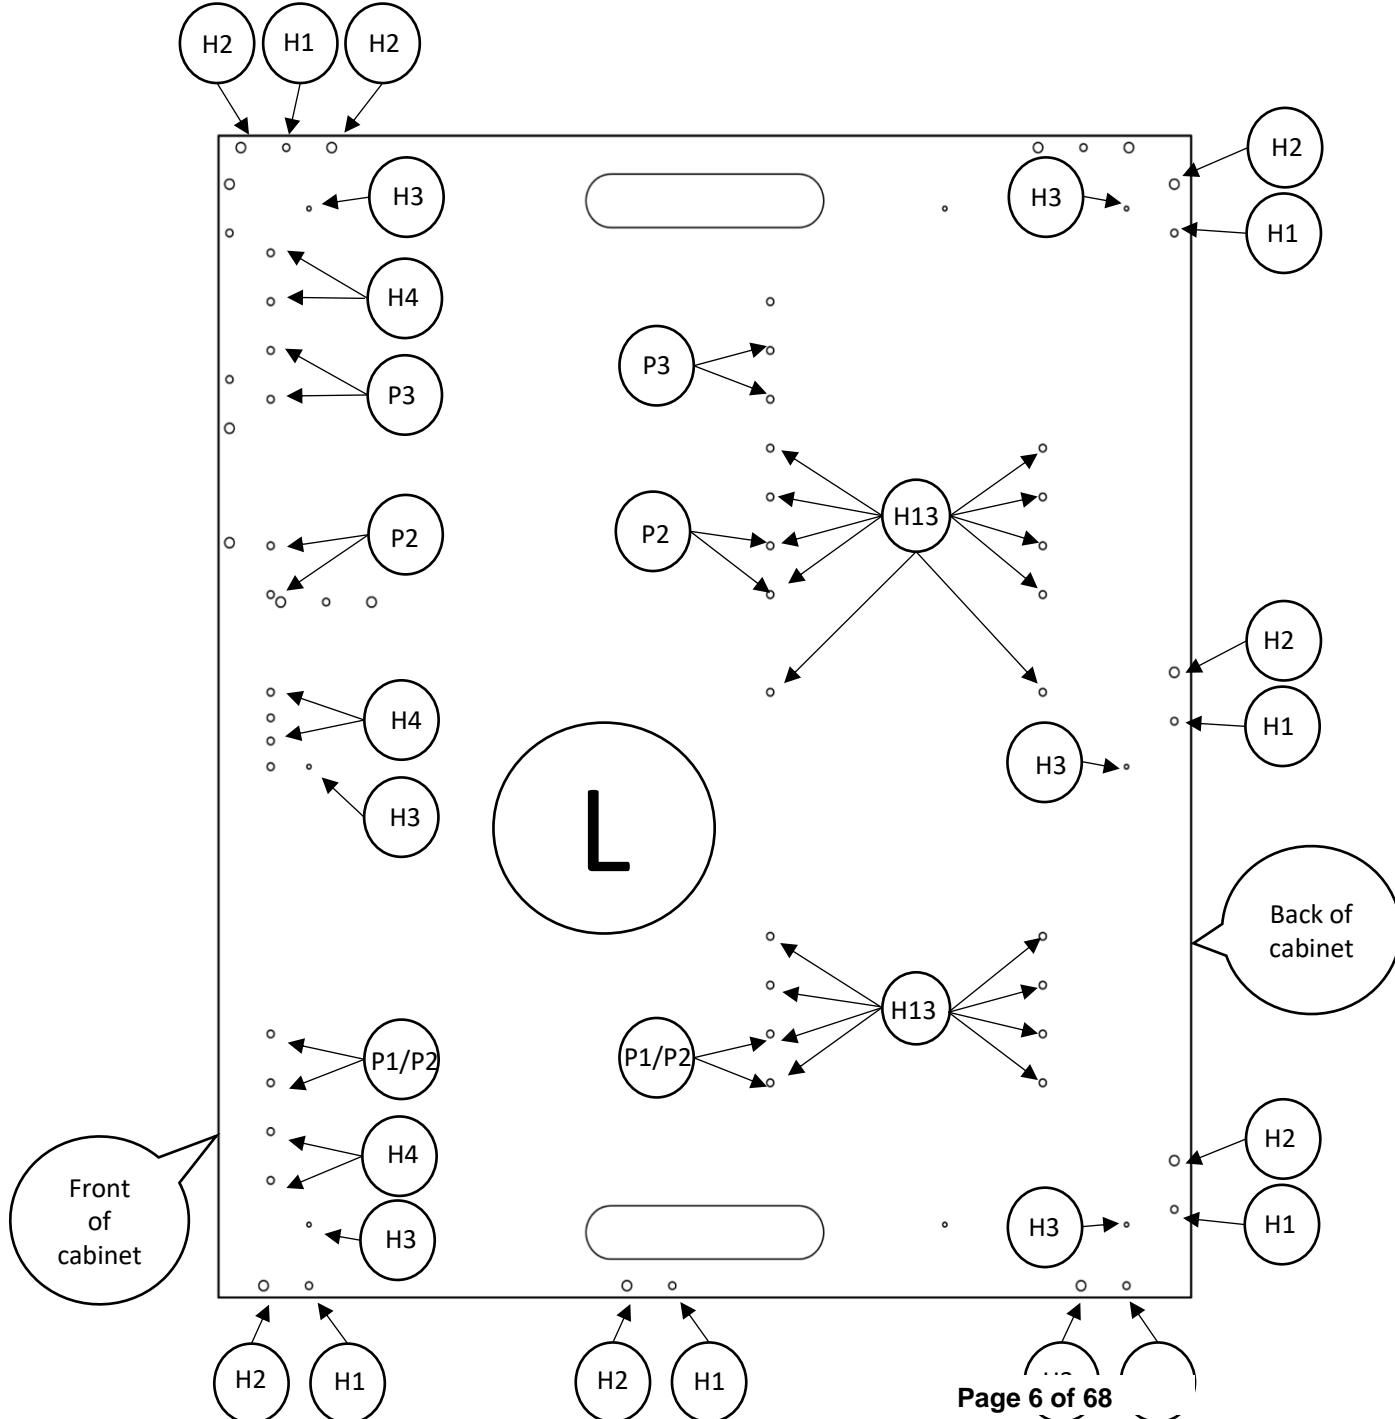 H2 H1 H2
H2
H3
H3
H1
H4
P3
P3
H13
P2
P2
H2
H4
H1
H3
H3
L
Back of
cabinet
H13
P1/P2
P1/P2
H4
H2
Front
of
cabinet
H3
H3
H1
H2
H1
H2
H1
Page 6 of 68